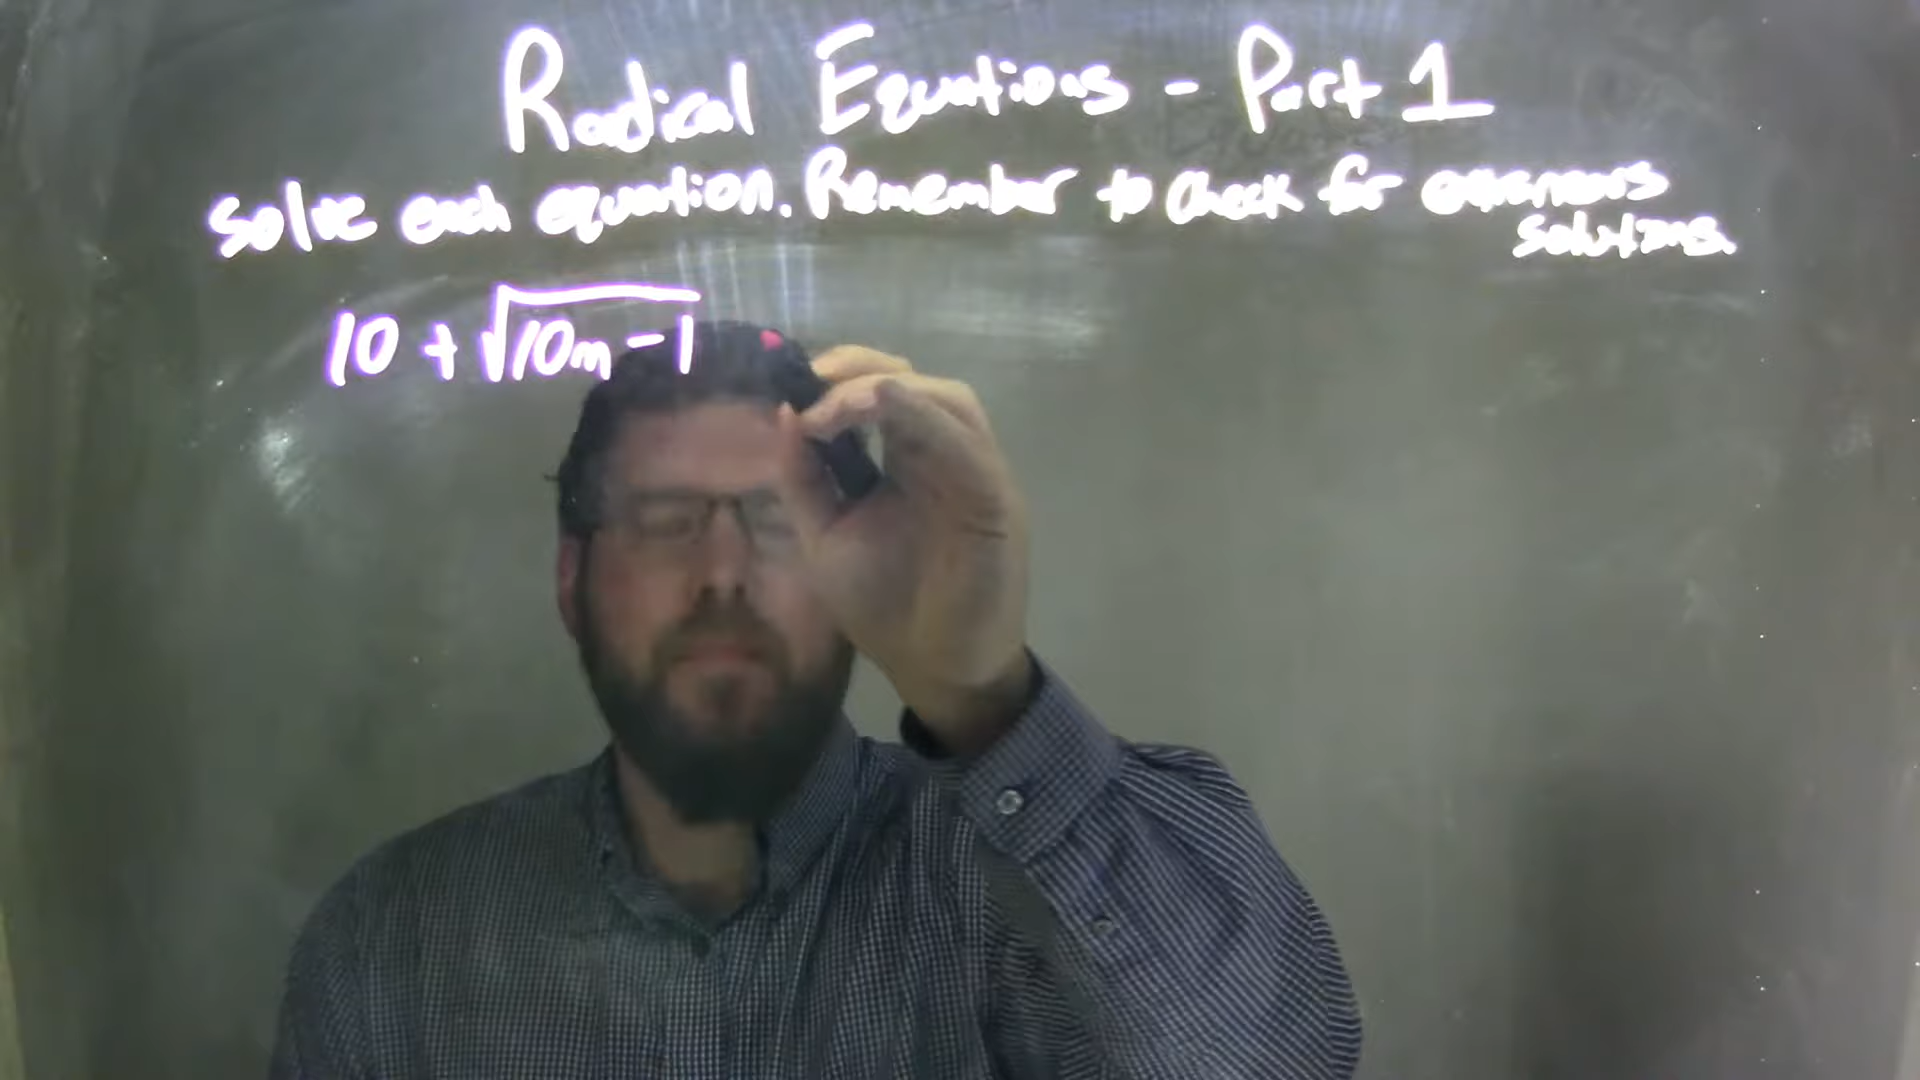 Radical Equations - Part 1
Solve each equation. Remember to check for extraneous
solutions.
10 + √10m - 1